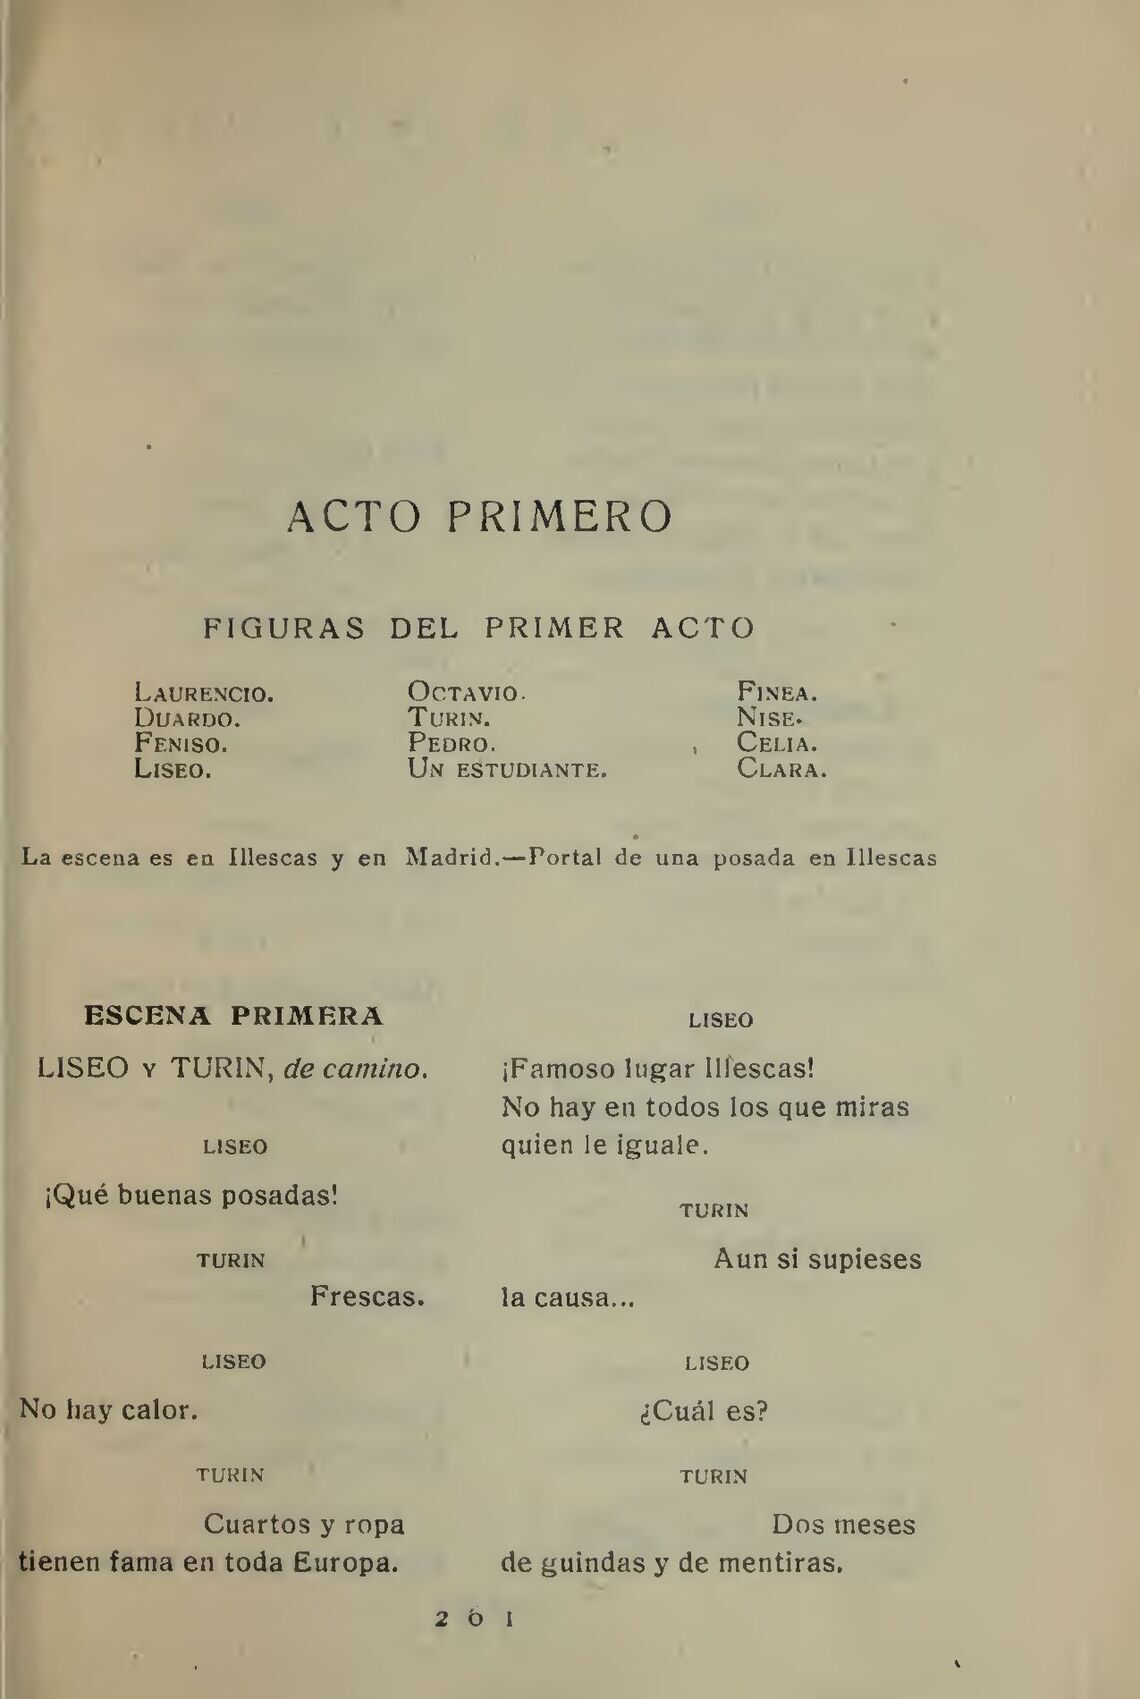 ACTO PRIMERO
FIGURAS DEL PRIMER ACTO
LAURENCIO.
DUARDO.
FENISO.
LISEO.
OCTAVIO.
TURIN.
PEDRO.
UN ESTUDIANTE.
FINEA.
NISE.
CELIA.
CLARA.
La escena es en Illescas y en Madrid.—Portal de una posada en Illescas
ESCENA PRIMERA
LISEO Y TURIN, de camino.
LISEO
¡Qué buenas posadas!
TURIN
Frescas.
LISEO
No hay calor.
TURIN
Cuartos y ropa
tienen fama en toda Europa.
LISEO
¡Famoso lugar Illescas!
No hay en todos los que miras
quien le iguale.
TURIN
Aun si supieses
la causa...
LISEO
¿Cuál es?
TURIN
Dos meses
de guindas y de mentiras.
261